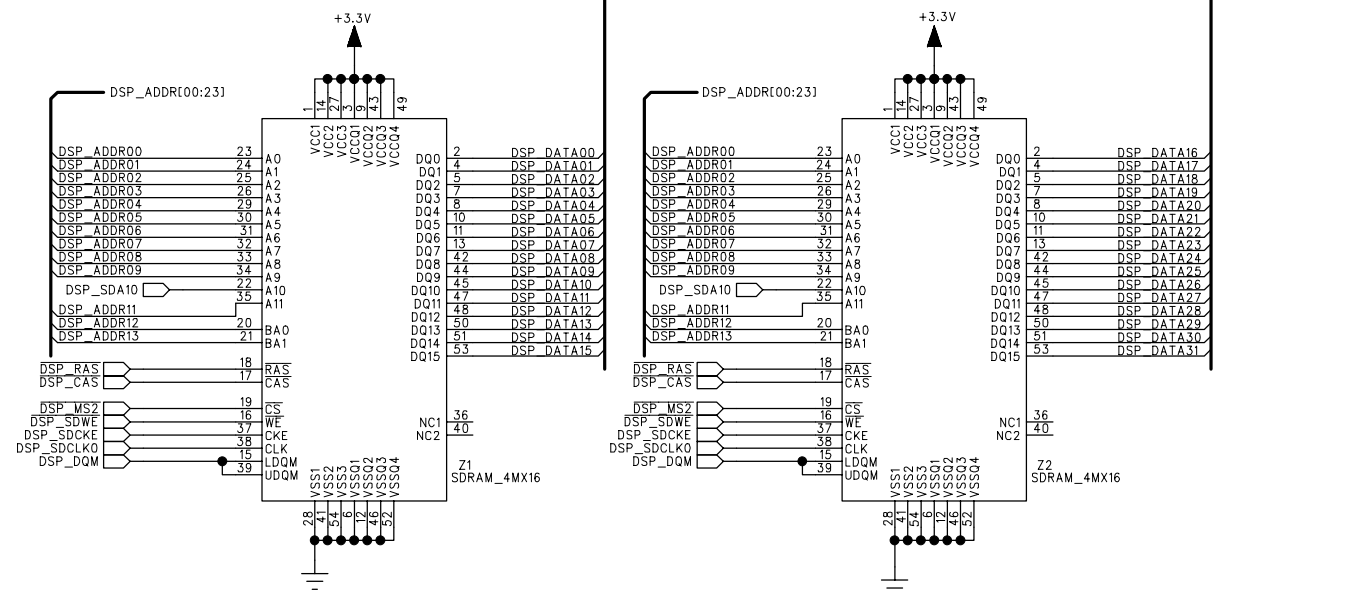 +3.3V
DSP_ADDR[00:23]
1 14 27 3 9 43 49
VCC1 VCC2 VCC3 VCCQ1 VCCQ2 VCCQ3 VCCQ4
DSP_ADDR00 23 A0 DQ0 2 DSP_DATA00
DSP_ADDR01 24 A1 DQ1 4 DSP_DATA01
DSP_ADDR02 25 A2 DQ2 5 DSP_DATA02
DSP_ADDR03 26 A3 DQ3 7 DSP_DATA03
DSP_ADDR04 29 A4 DQ4 8 DSP_DATA04
DSP_ADDR05 30 A5 DQ5 10 DSP_DATA05
DSP_ADDR06 31 A6 DQ6 11 DSP_DATA06
DSP_ADDR07 32 A7 DQ7 13 DSP_DATA07
DSP_ADDR08 33 A8 DQ8 42 DSP_DATA08
DSP_ADDR09 34 A9 DQ9 44 DSP_DATA09
DSP_SDA10 22 A10 DQ10 45 DSP_DATA10
35 A11 DQ11 47 DSP_DATA11
DSP_ADDR11 DQ12 48 DSP_DATA12
DSP_ADDR12 20 BA0 DQ13 50 DSP_DATA13
DSP_ADDR13 21 BA1 DQ14 51 DSP_DATA14
DQ15 53 DSP_DATA15
DSP_RAS 18 RAS
DSP_CAS 17 CAS
DSP_MS2 19 CS
DSP_SDWE 16 WE NC1 36
DSP_SDCKE 37 CKE NC2 40
DSP_SDCLK0 38 CLK
DSP_DQM 15 LDQM
39 UDQM
Z1
SDRAM_4MX16
VSS1 VSS2 VSS3 VSSQ1 VSSQ2 VSSQ3 VSSQ4
28 41 54 6 12 46 52
+3.3V
DSP_ADDR[00:23]
1 14 27 3 9 43 49
VCC1 VCC2 VCC3 VCCQ1 VCCQ2 VCCQ3 VCCQ4
DSP_ADDR00 23 A0 DQ0 2 DSP_DATA16
DSP_ADDR01 24 A1 DQ1 4 DSP_DATA17
DSP_ADDR02 25 A2 DQ2 5 DSP_DATA18
DSP_ADDR03 26 A3 DQ3 7 DSP_DATA19
DSP_ADDR04 29 A4 DQ4 8 DSP_DATA20
DSP_ADDR05 30 A5 DQ5 10 DSP_DATA21
DSP_ADDR06 31 A6 DQ6 11 DSP_DATA22
DSP_ADDR07 32 A7 DQ7 13 DSP_DATA23
DSP_ADDR08 33 A8 DQ8 42 DSP_DATA24
DSP_ADDR09 34 A9 DQ9 44 DSP_DATA25
DSP_SDA10 22 A10 DQ10 45 DSP_DATA26
35 A11 DQ11 47 DSP_DATA27
DSP_ADDR11 DQ12 48 DSP_DATA28
DSP_ADDR12 20 BA0 DQ13 50 DSP_DATA29
DSP_ADDR13 21 BA1 DQ14 51 DSP_DATA30
DQ15 53 DSP_DATA31
DSP_RAS 18 RAS
DSP_CAS 17 CAS
DSP_MS2 19 CS
DSP_SDWE 16 WE NC1 36
DSP_SDCKE 37 CKE NC2 40
DSP_SDCLK0 38 CLK
DSP_DQM 15 LDQM
39 UDQM
Z2
SDRAM_4MX16
VSS1 VSS2 VSS3 VSSQ1 VSSQ2 VSSQ3 VSSQ4
28 41 54 6 12 46 52